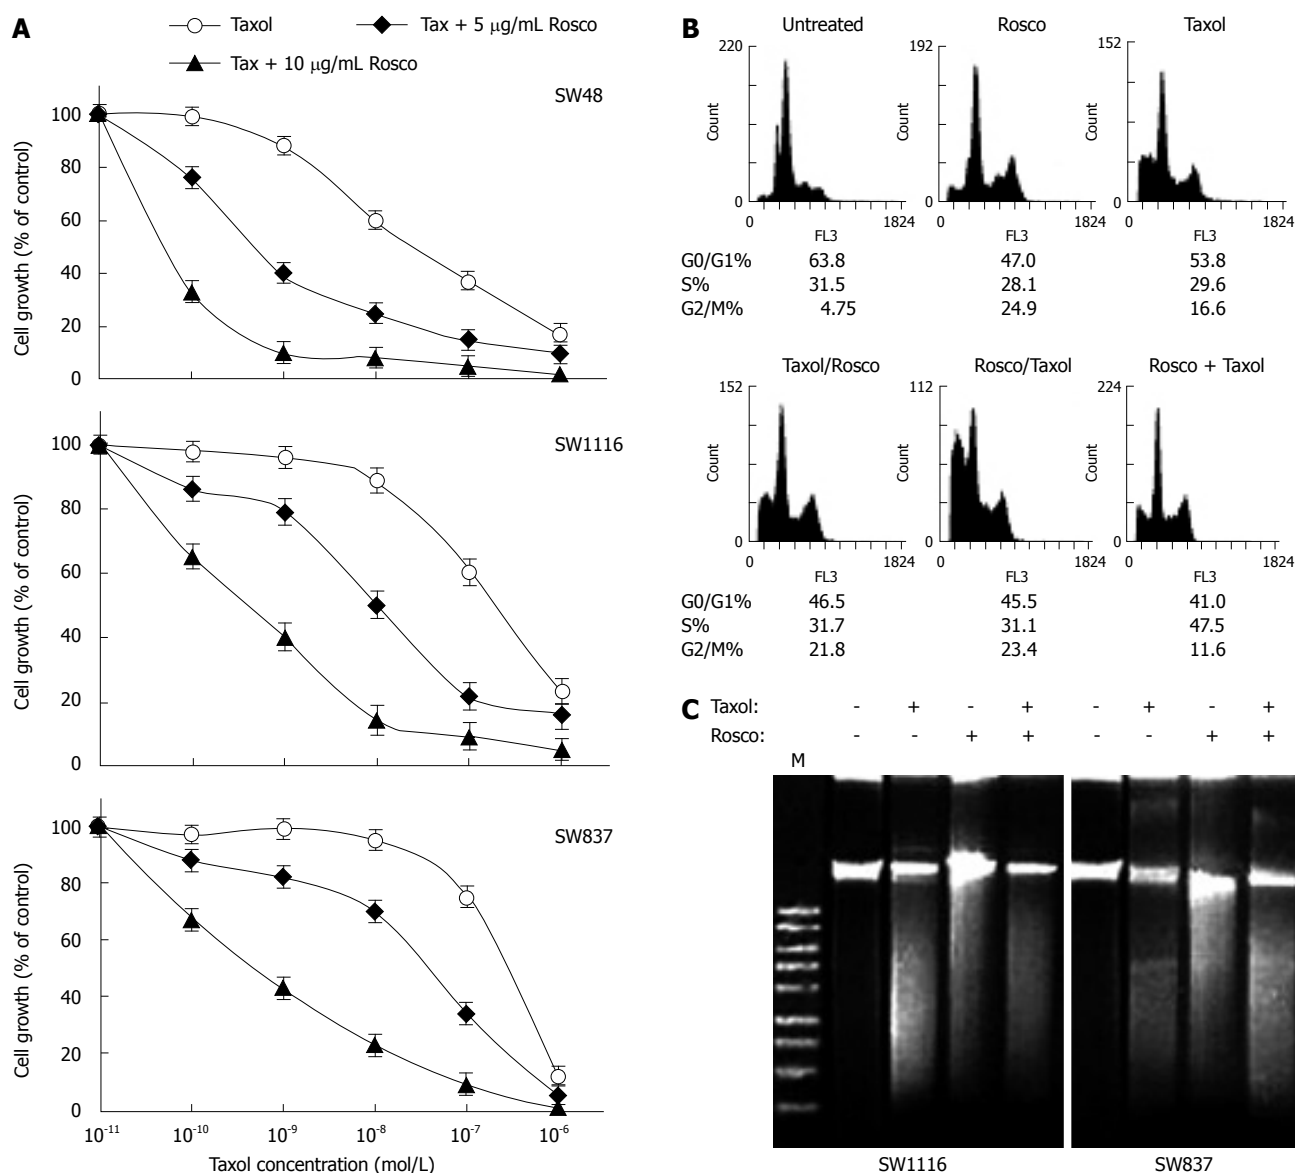 A
Taxol
Tax + 5 μg/mL Rosco
Tax + 10 μg/mL Rosco
SW48
Cell growth (% of control)
100
80
60
40
20
0
SW1116
Cell growth (% of control)
100
80
60
40
20
0
SW837
Cell growth (% of control)
100
80
60
40
20
0
10-11 10-10 10-9 10-8 10-7 10-6
Taxol concentration (mol/L)
B
Untreated Rosco Taxol
220 192 152
Count Count Count
0 0 0
0 1824 0 1824 0 1824
FL3 FL3 FL3
G0/G1% 63.8 47.0 53.8
S% 31.5 28.1 29.6
G2/M% 4.75 24.9 16.6
Taxol/Rosco Rosco/Taxol Rosco + Taxol
152 112 224
Count Count Count
0 0 0
0 1824 0 1824 0 1824
FL3 FL3 FL3
G0/G1% 46.5 45.5 41.0
S% 31.7 31.1 47.5
G2/M% 21.8 23.4 11.6
C
Taxol: - + - + - + - +
Rosco: - - + + - - + +
M
SW1116 SW837